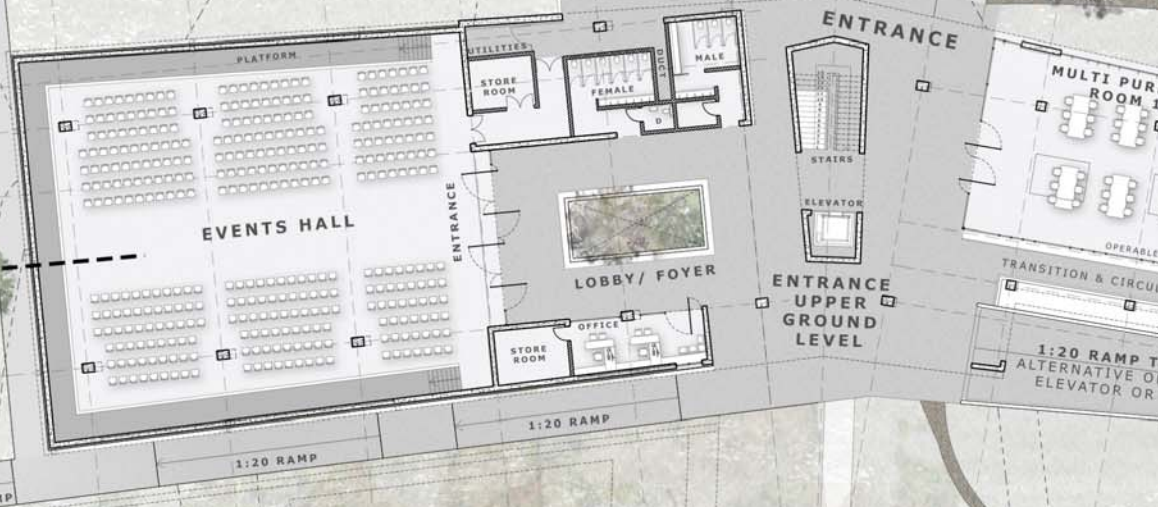 ENTRANCE
PLATFORM
UTILITIES
STORE
ROOM
FEMALE
DUCT
MALE
D
MULTI PUR
ROOM 1
STAIRS
ELEVATOR
EVENTS HALL
ENTRANCE
LOBBY/ FOYER
ENTRANCE
UPPER
GROUND
LEVEL
OPERABLE
TRANSITION & CIRCUL
OFFICE
STORE
ROOM
1:20 RAMP T
ALTERNATIVE O
ELEVATOR OR
1:20 RAMP
1:20 RAMP
MP